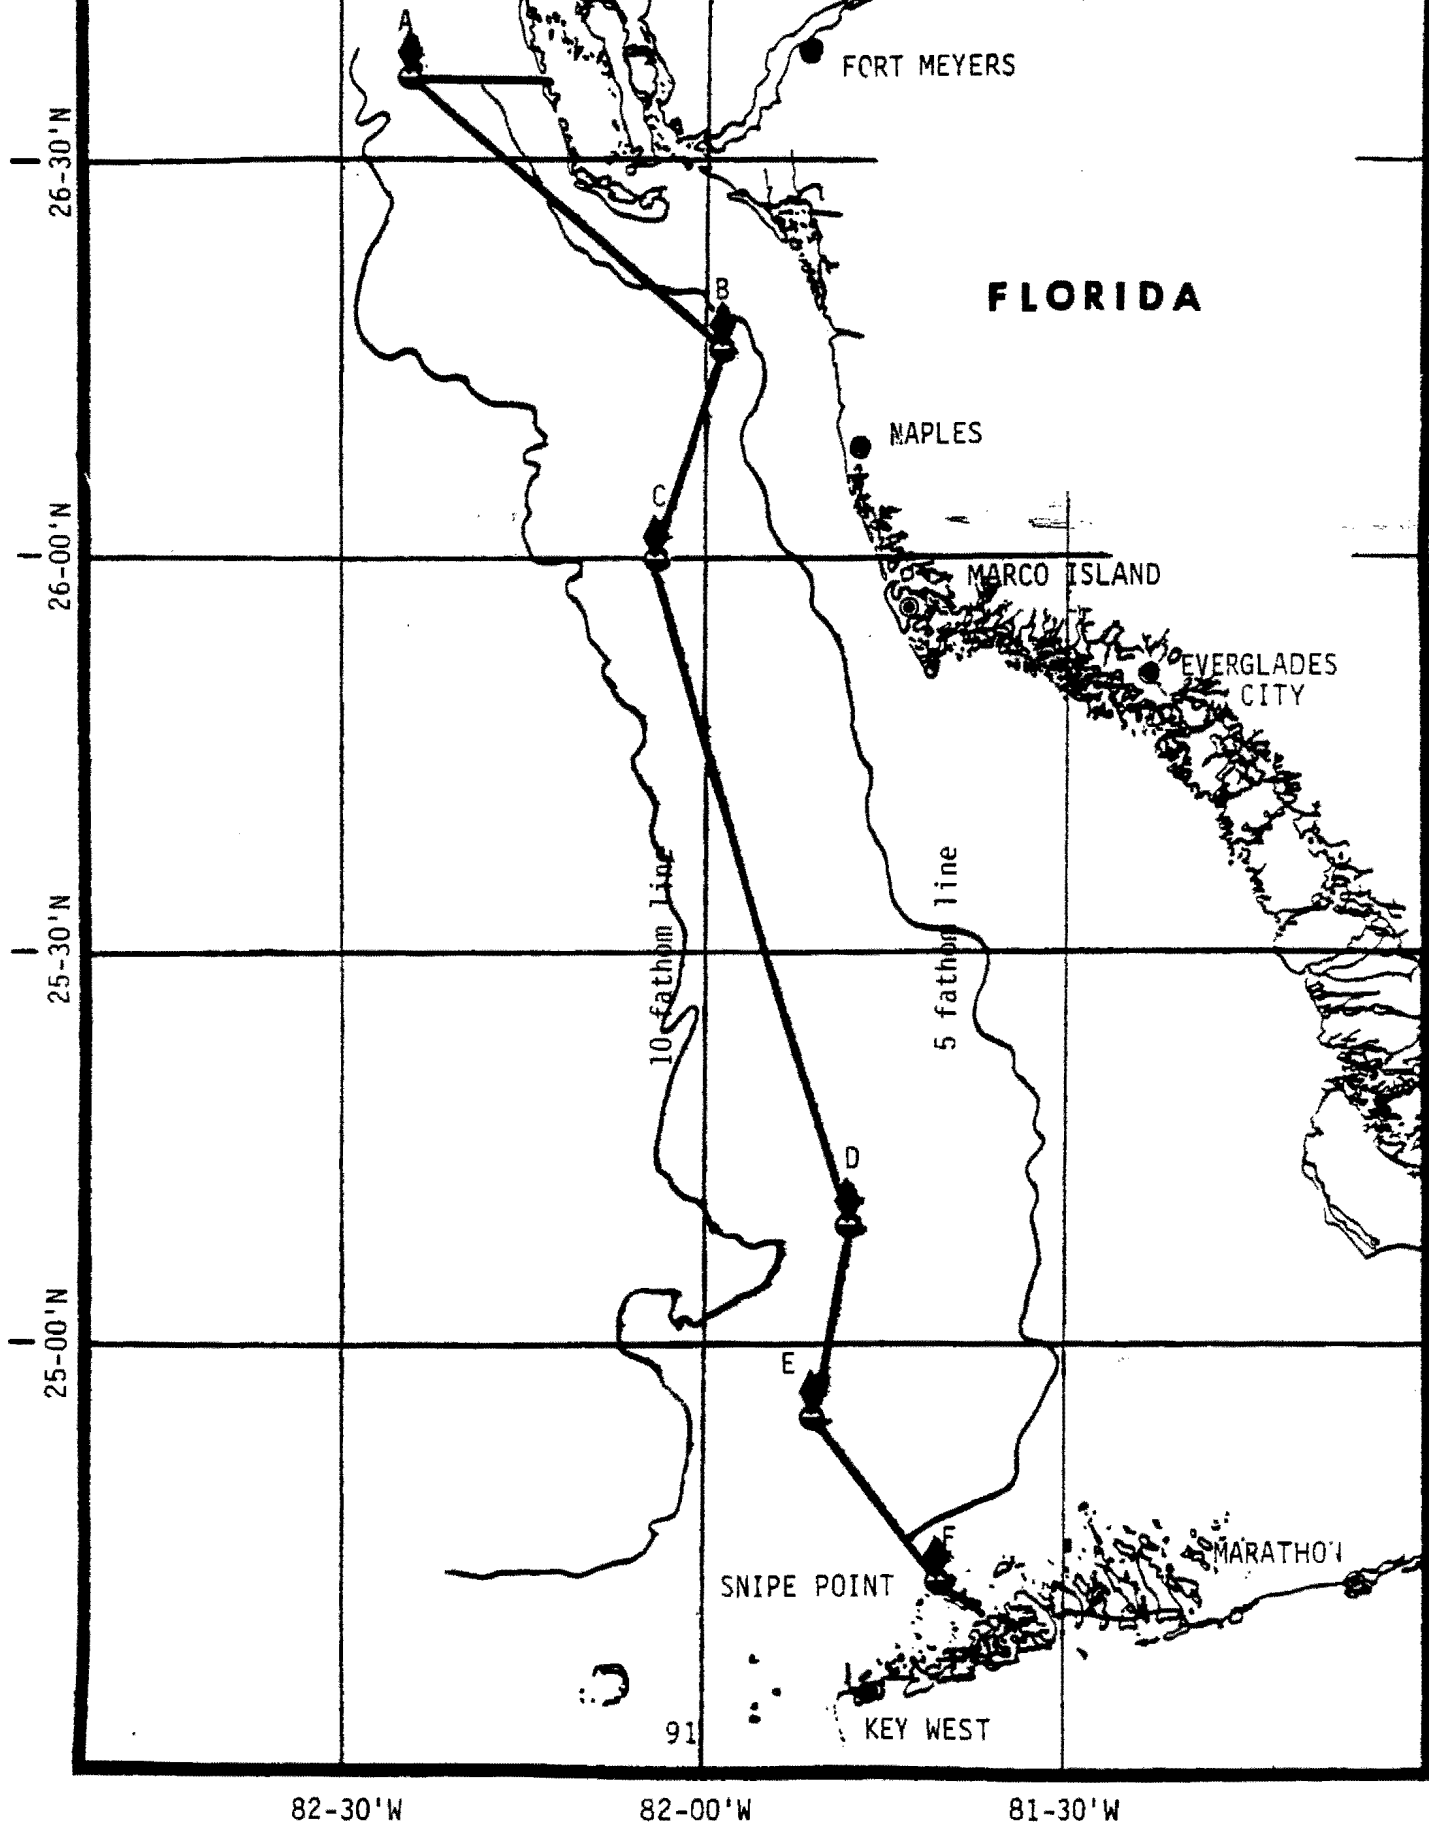 A
FORT MEYERS
26-30'N
B
FLORIDA
NAPLES
C
26-00'N
MARCO ISLAND
EVERGLADES
CITY
10 fathom line
5 fathom line
25-30'N
D
25-00'N
E
F
MARATHON
SNIPE POINT
91
KEY WEST
82-30'W
82-00'W
81-30'W